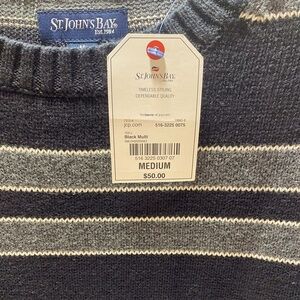 ST. JOHN'S BAY
EST. 1984
ST. JOHN'S BAY
TIMELESS STYLING
DEPENDABLE QUALITY
jcp.com
516-3225 0075
Black Multi
516 3225 0307 07
MEDIUM
$50.00